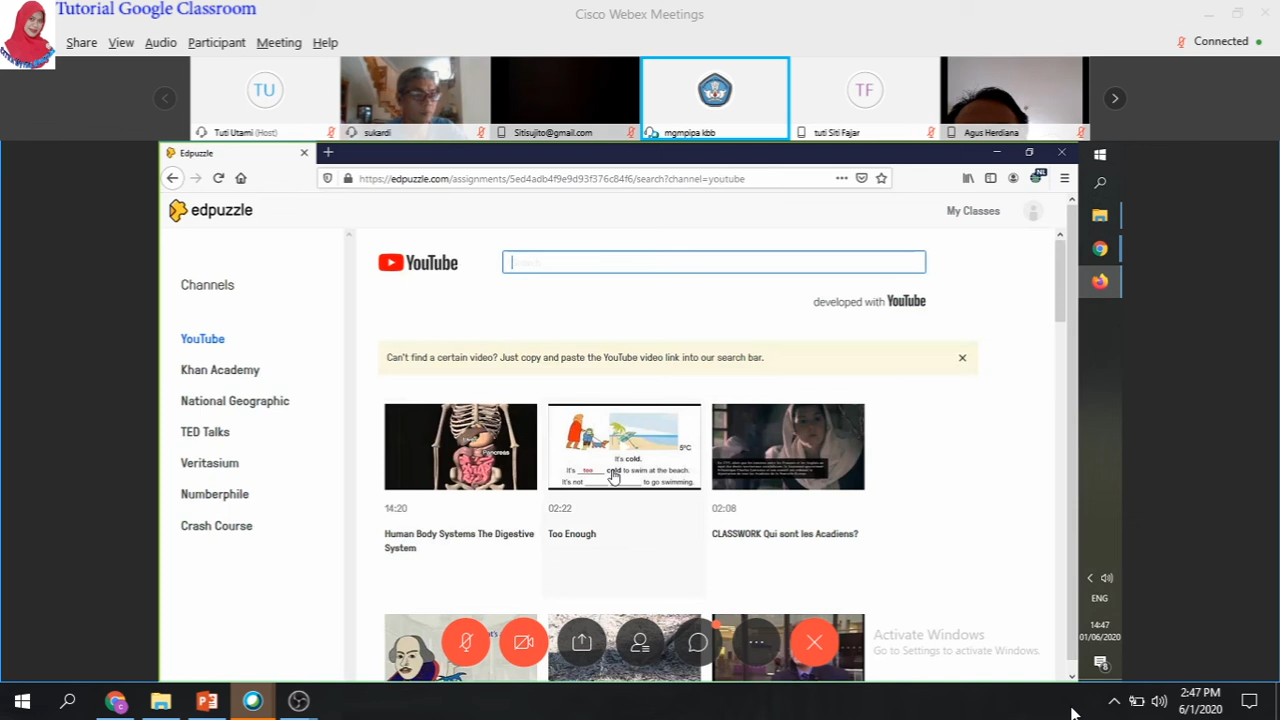 Tutorial Google Classroom
Cisco Webex Meetings
Share View Audio Participant Meeting Help
Connected
TU
TF
Tuti Utami (Host)
sukardi
Sitisujito@gmail.com
mgmpipa kbb
tuti Siti Fajar
Agus Herdiana
Edpuzzle
https://edpuzzle.com/assignments/5ed4adb4f9e9d93f376c84f6/search?channel=youtube
NL
edpuzzle
My Classes
YouTube
developed with YouTube
Channels
YouTube
Khan Academy
National Geographic
TED Talks
Veritasium
Numberphile
Crash Course
Can't find a certain video? Just copy and paste the YouTube video link into our search bar.
Pancreas
5°C
It's cold.
It's too cold to swim at the beach.
It's not to go swimming.
14:20
02:22
02:08
Human Body Systems The Digestive
System
Too Enough
CLASSWORK Qui sont les Acadiens?
Activate Windows
Go to Settings to activate Windows.
ENG
14:47
01/06/2020
6
2:47 PM
6/1/2020